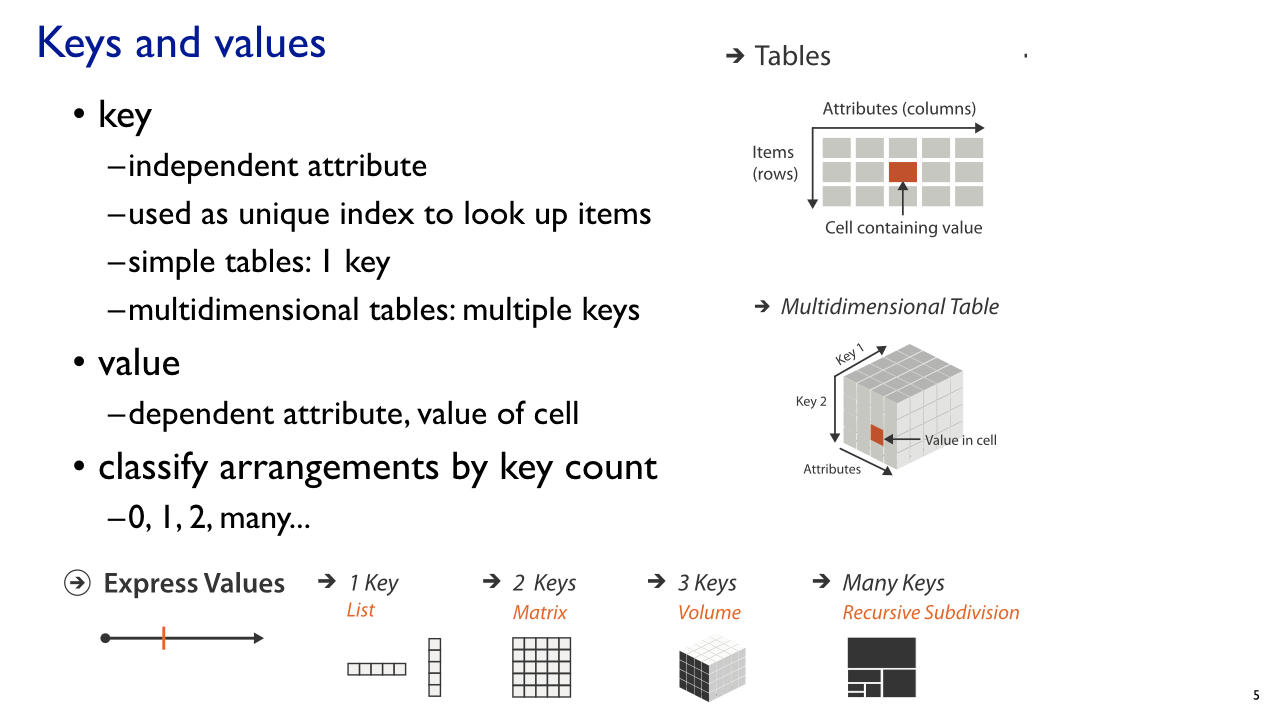 Keys and values
• key
–independent attribute
–used as unique index to look up items
–simple tables: 1 key
–multidimensional tables: multiple keys
• value
–dependent attribute, value of cell
• classify arrangements by key count
–0, 1, 2, many...
➔ Tables
Attributes (columns)
Items
(rows)
Cell containing value
➔ Multidimensional Table
Key 1
Key 2
Value in cell
Attributes
➔ Express Values
➔ 1 Key
List
➔ 2 Keys
Matrix
➔ 3 Keys
Volume
➔ Many Keys
Recursive Subdivision
5